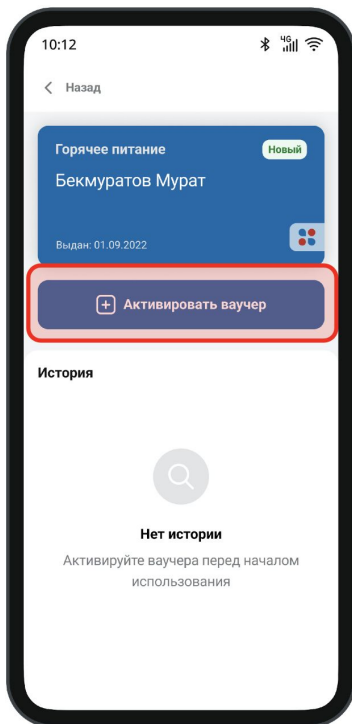 10:12
4G
Назад
Горячее питание
Новый
Бекмуратов Мурат
Выдан: 01.09.2022
Активировать ваучер
История
Нет истории
Активируйте ваучера перед началом
использования